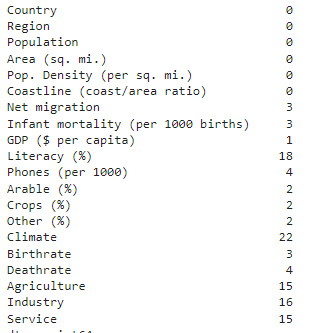 Country 0
Region 0
Population 0
Area (sq. mi.) 0
Pop. Density (per sq. mi.) 0
Coastline (coast/area ratio) 0
Net migration 3
Infant mortality (per 1000 births) 3
GDP ($ per capita) 1
Literacy (%) 18
Phones (per 1000) 4
Arable (%) 2
Crops (%) 2
Other (%) 2
Climate 22
Birthrate 3
Deathrate 4
Agriculture 15
Industry 16
Service 15